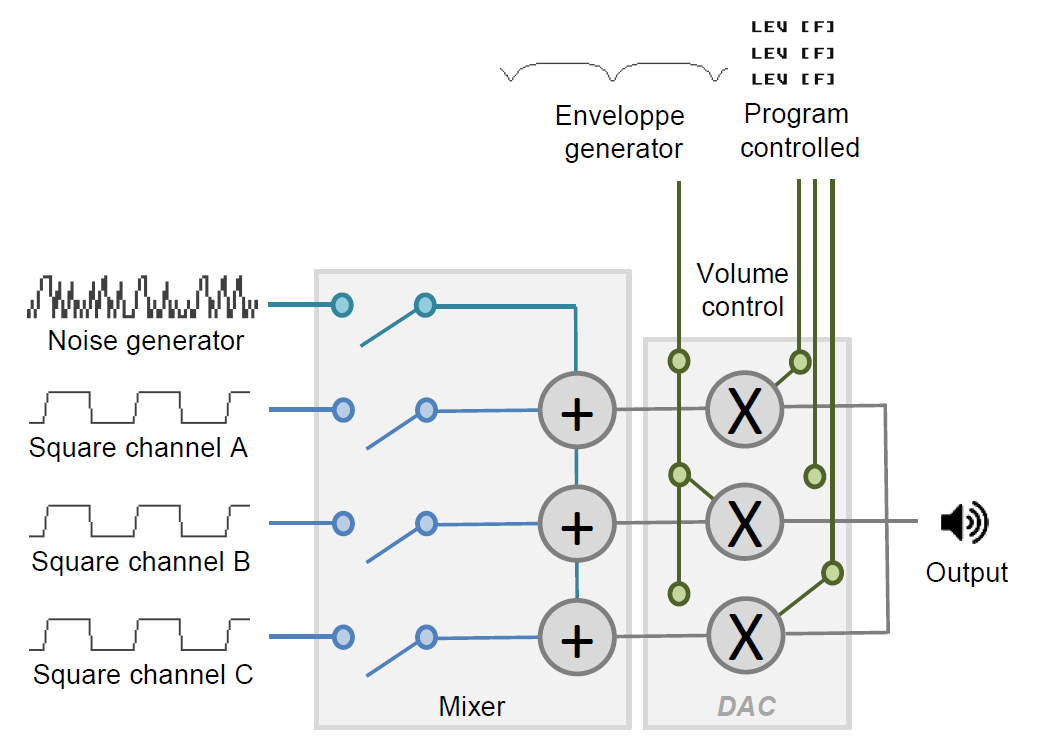 LEV [F]
LEV [F]
LEV [F]
Enveloppe
generator
Program
controlled
Volume
control
Noise generator
Square channel A
Square channel B
Square channel C
+
+
+
X
X
X
Output
Mixer
DAC